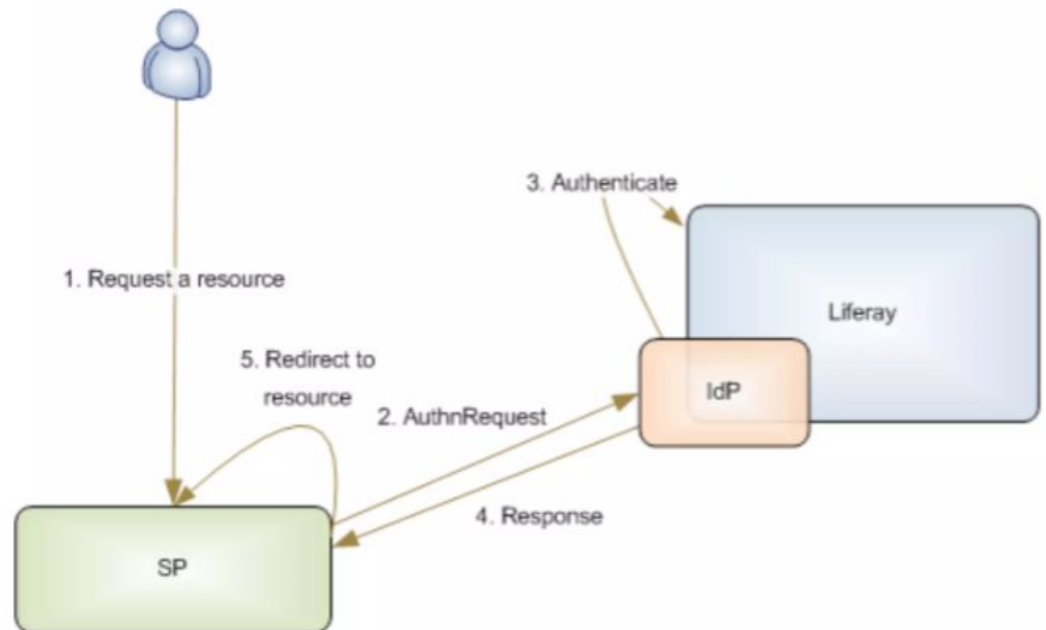 3. Authenticate
1. Request a resource
Liferay
5. Redirect to
resource
IdP
2. AuthnRequest
4. Response
SP